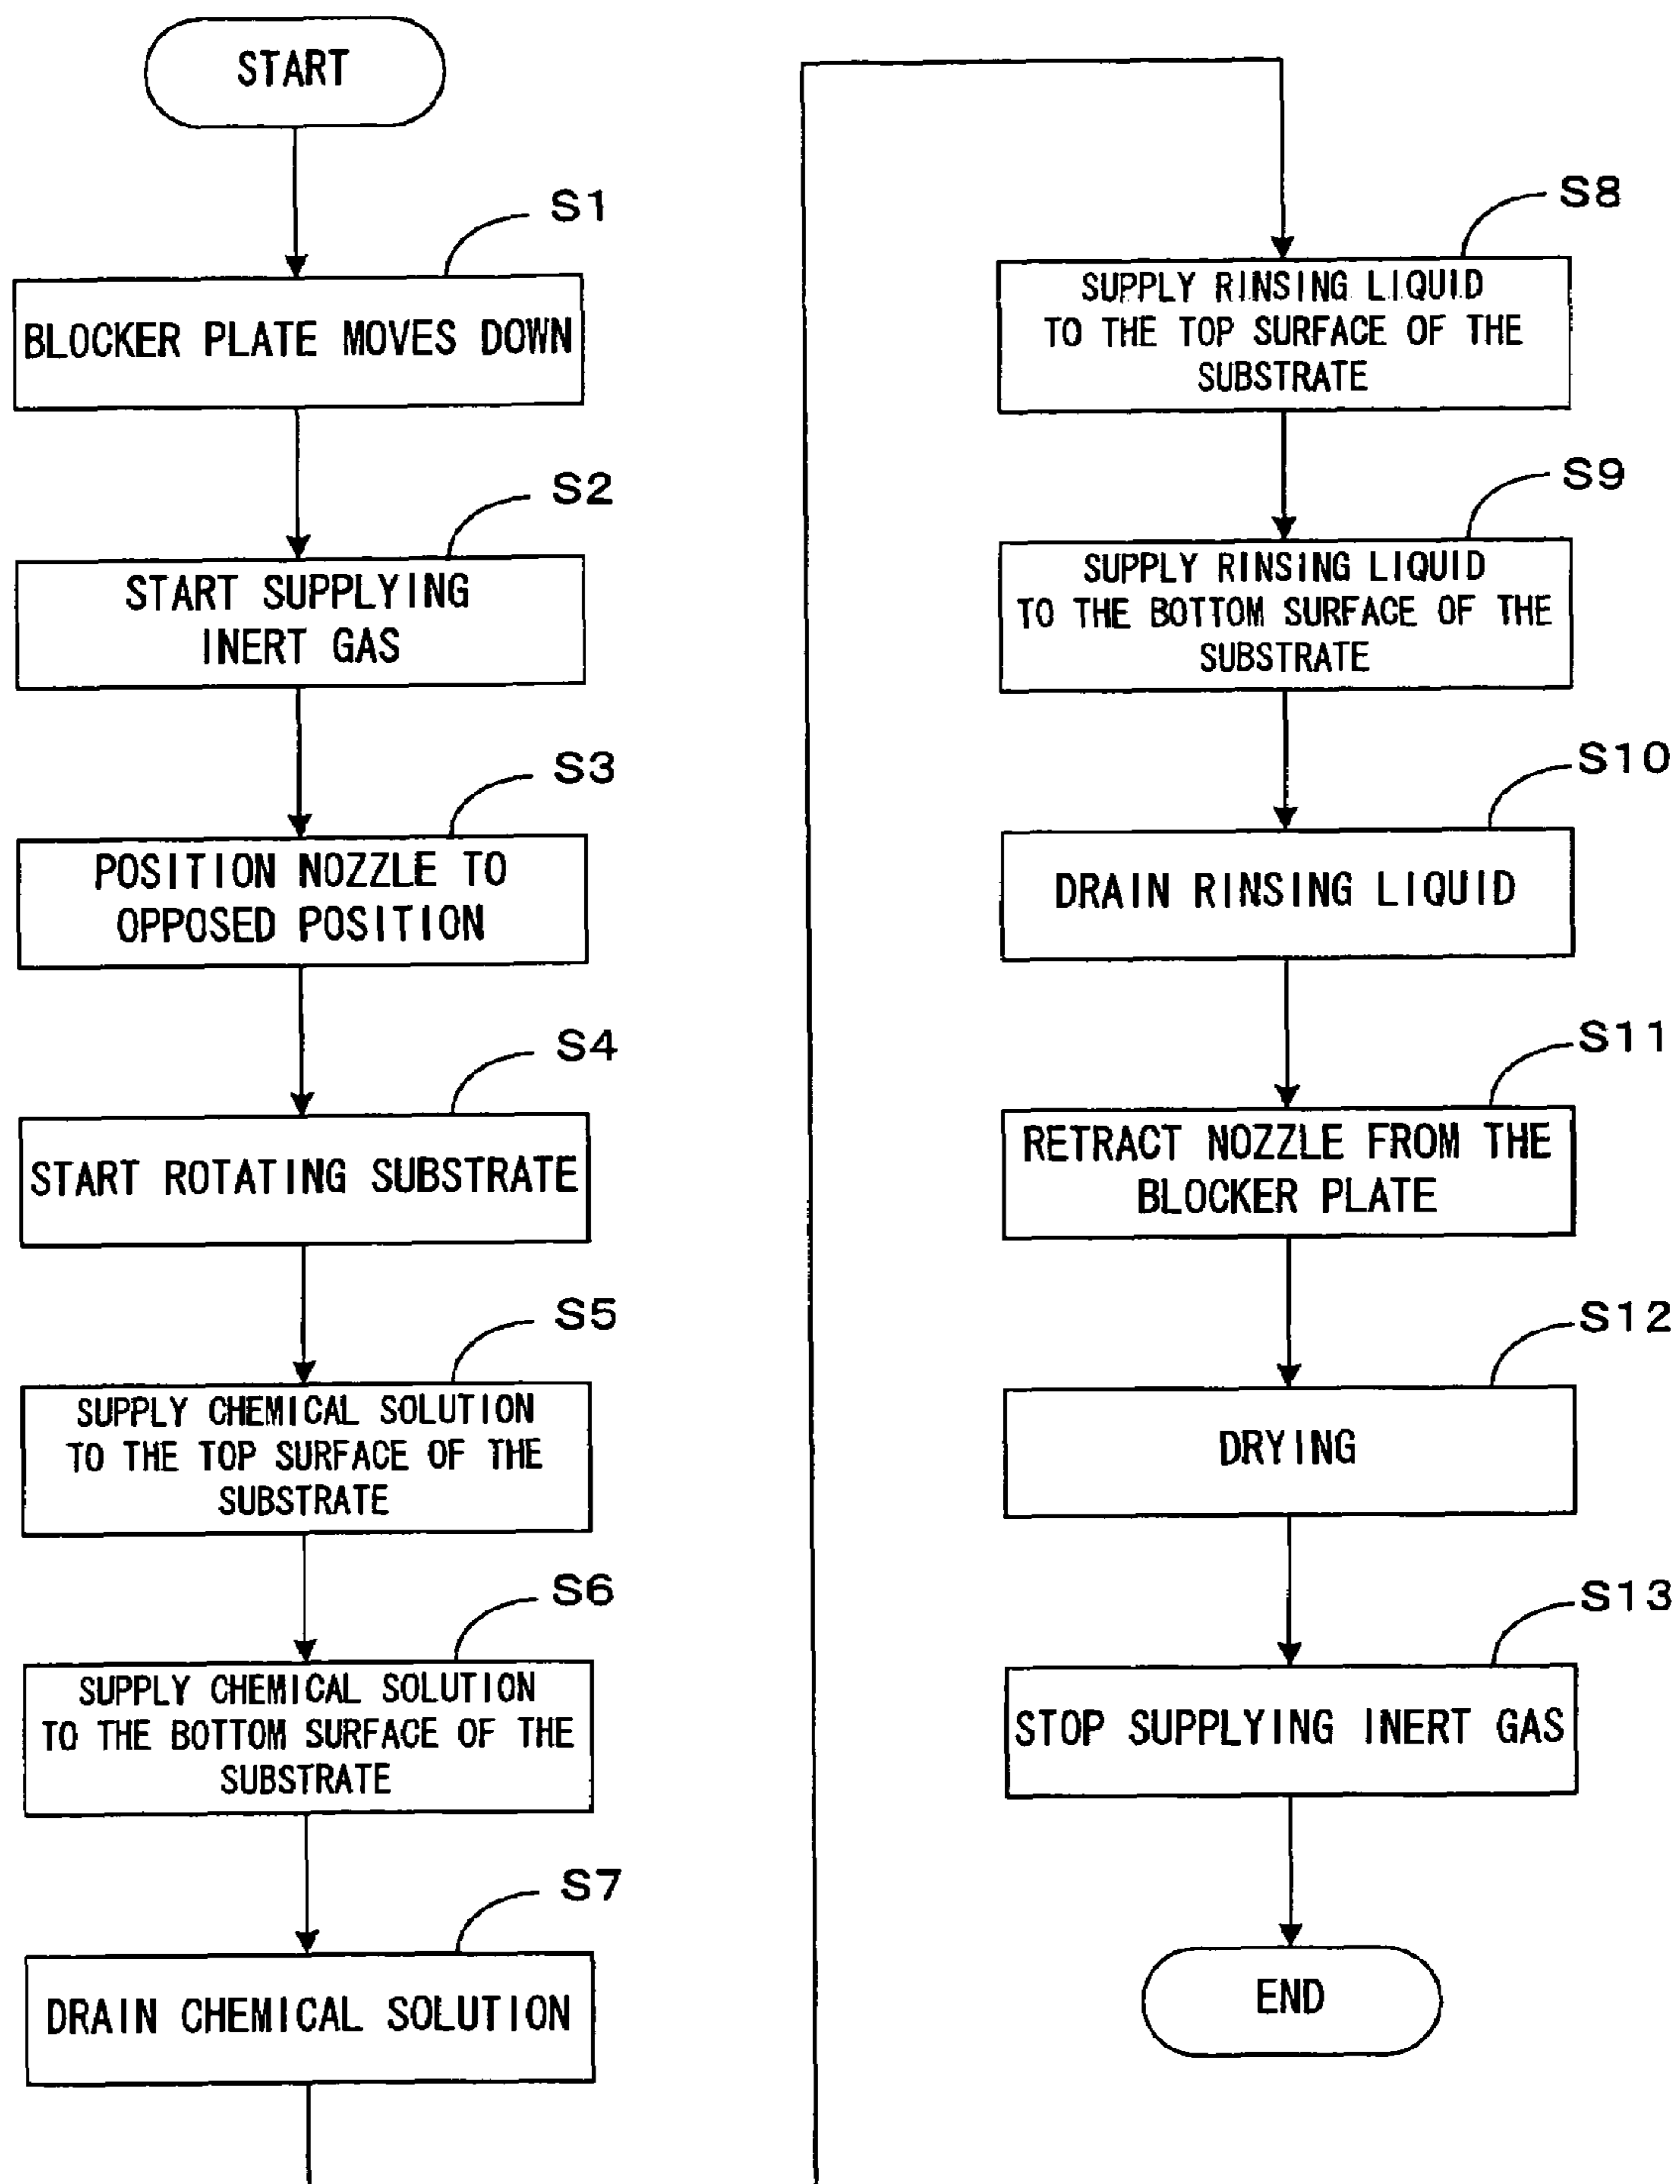 START
S1
BLOCKER PLATE MOVES DOWN
S2
START SUPPLYING
INERT GAS
S3
POSITION NOZZLE TO
OPPOSED POSITION
S4
START ROTATING SUBSTRATE
S5
SUPPLY CHEMICAL SOLUTION
TO THE TOP SURFACE OF THE
SUBSTRATE
S6
SUPPLY CHEMICAL SOLUTION
TO THE BOTTOM SURFACE OF THE
SUBSTRATE
S7
DRAIN CHEMICAL SOLUTION
S8
SUPPLY RINSING LIQUID
TO THE TOP SURFACE OF THE
SUBSTRATE
S9
SUPPLY RINSING LIQUID
TO THE BOTTOM SURFACE OF THE
SUBSTRATE
S10
DRAIN RINSING LIQUID
S11
RETRACT NOZZLE FROM THE
BLOCKER PLATE
S12
DRYING
S13
STOP SUPPLYING INERT GAS
END